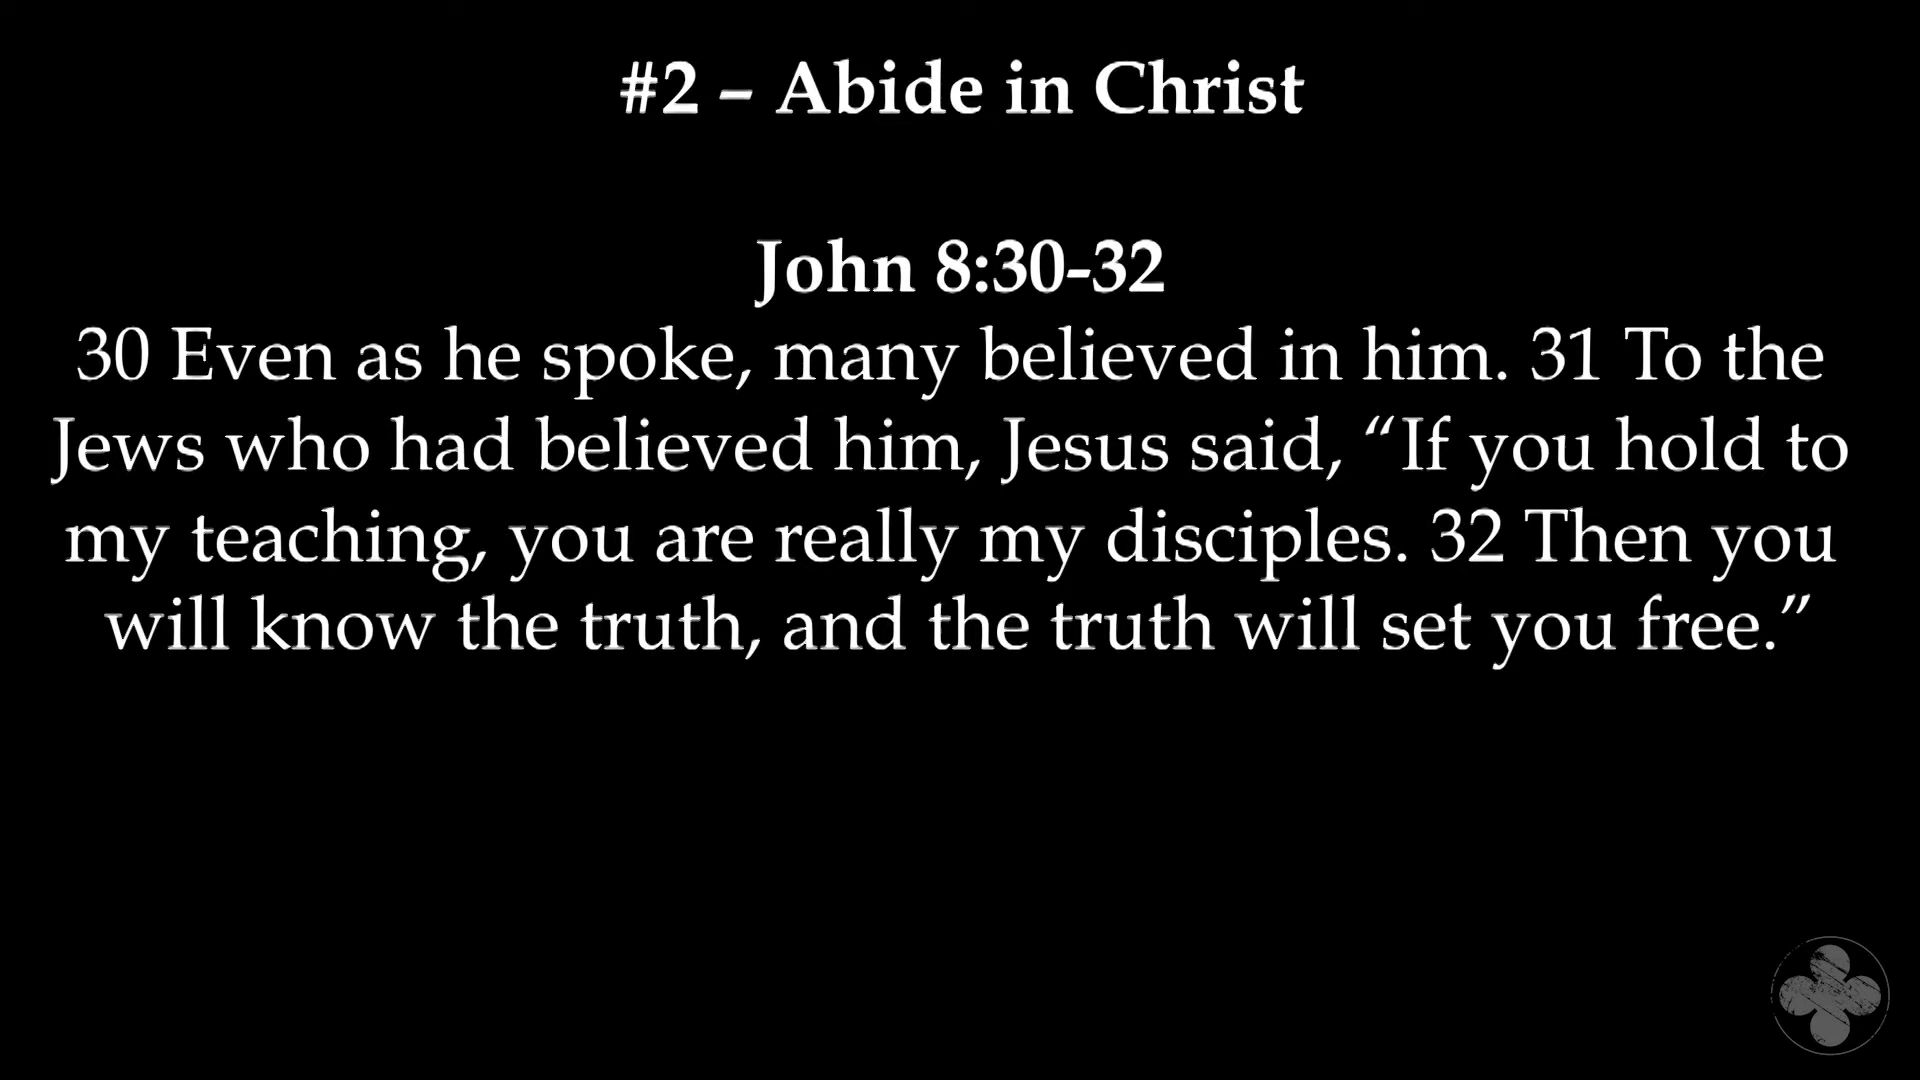 #2 – Abide in Christ
John 8:30-32
30 Even as he spoke, many believed in him. 31 To the
Jews who had believed him, Jesus said, “If you hold to
my teaching, you are really my disciples. 32 Then you
will know the truth, and the truth will set you free.”